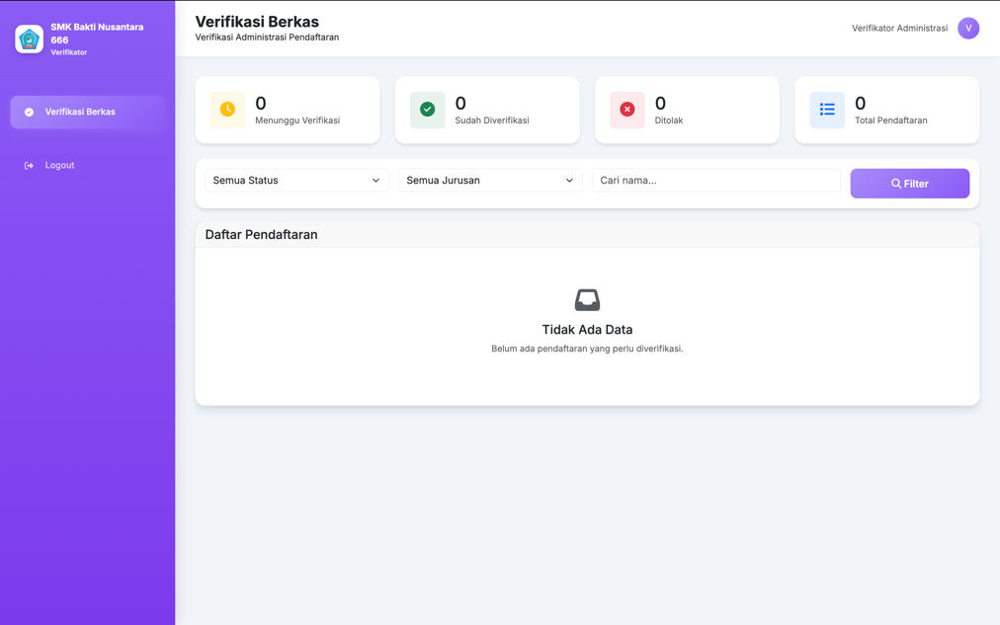 SMK Bakti Nusantara
666
Verifikator
Verifikasi Berkas
Logout
Verifikasi Berkas
Verifikasi Administrasi Pendaftaran
Verifikator Administrasi
V
0
Menunggu Verifikasi
0
Sudah Diverifikasi
0
Ditolak
0
Total Pendaftaran
Semua Status
Semua Jurusan
Cari nama...
Filter
Daftar Pendaftaran
Tidak Ada Data
Belum ada pendaftaran yang perlu diverifikasi.